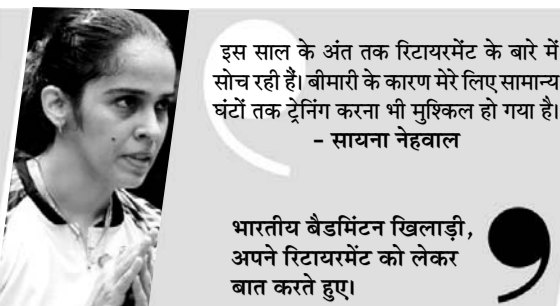 इस साल के अंत तक रिटायरमेंट के बारे में
सोच रही हैं। बीमारी के कारण मेरे लिए सामान्य
घंटों तक ट्रेनिंग करना भी मुश्किल हो गया है।
- सायना नेहवाल
भारतीय बैडमिंटन खिलाड़ी,
अपने रिटायरमेंट को लेकर
बात करते हुए।